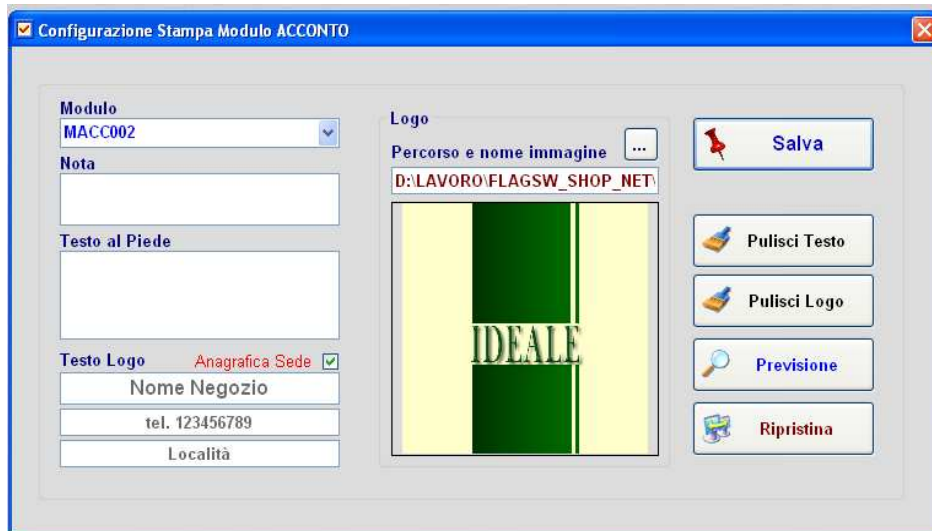 Configurazione Stampa Modulo ACCONTO
Modulo
MACC002
Nota
Testo al Piede
Testo Logo
Anagrafica Sede
Nome Negozio
tel. 123456789
Località
Logo
Percorso e nome immagine
...
D:\LAVORO\FLAGSW_SHOP_NET\
IDEALE
Salva
Pulisci Testo
Pulisci Logo
Previsione
Ripristina